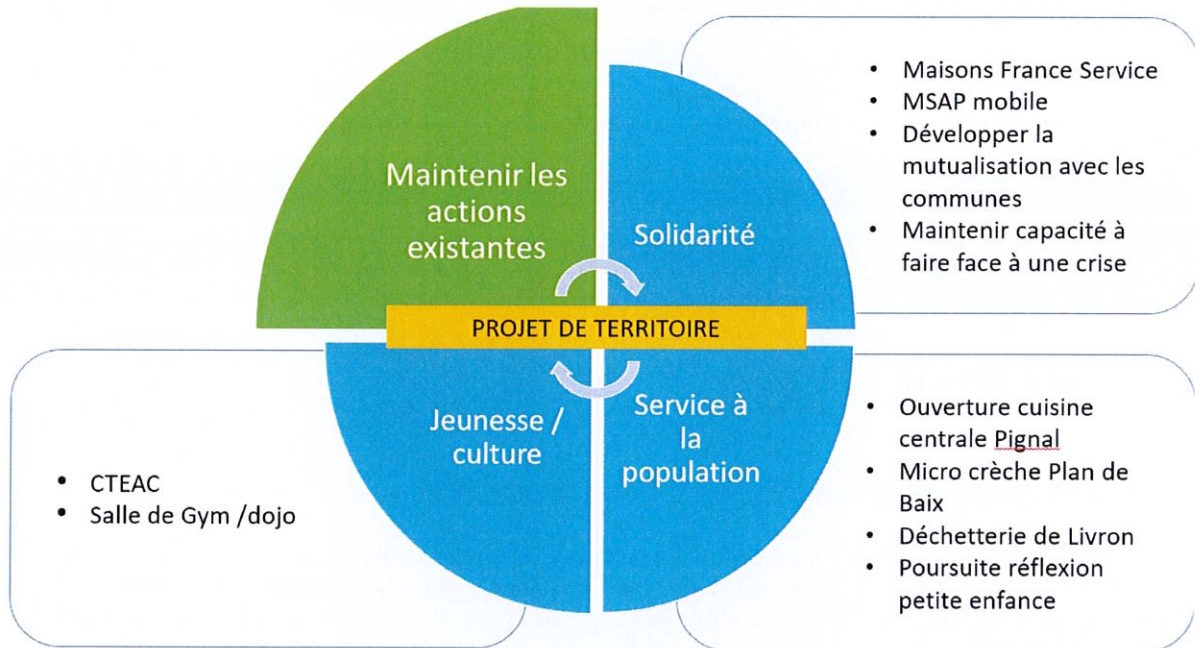 Maintenir les
actions
existantes
Solidarité
• Maisons France Service
• MSAP mobile
• Développer la
mutualisation avec les
communes
• Maintenir capacité à
faire face à une crise
PROJET DE TERRITOIRE
Jeunesse /
culture
• CTEAC
• Salle de Gym /dojo
Service à
la
population
• Ouverture cuisine
centrale Pignal
• Micro crèche Plan de
Baix
• Déchetterie de Livron
• Poursuite réflexion
petite enfance